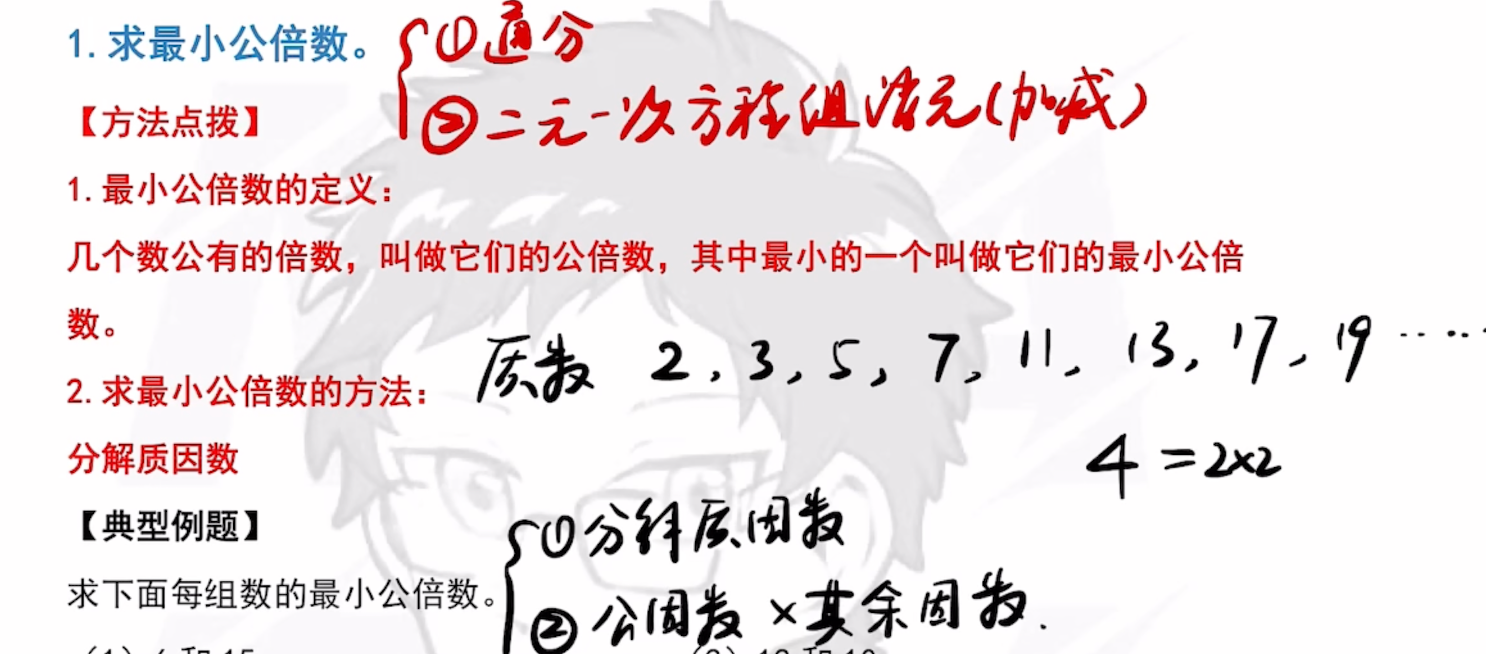 1.求最小公倍数。
①通分
②二元一次方程组消元(加减)
【方法点拨】
1.最小公倍数的定义：
几个数公有的倍数，叫做它们的公倍数，其中最小的一个叫做它们的最小公倍
数。
质数 2,3,5,7,11,13,17,19······
2.求最小公倍数的方法：
4=2×2
分解质因数
【典型例题】
①分解质因数
求下面每组数的最小公倍数。
②公因数×其余因数.